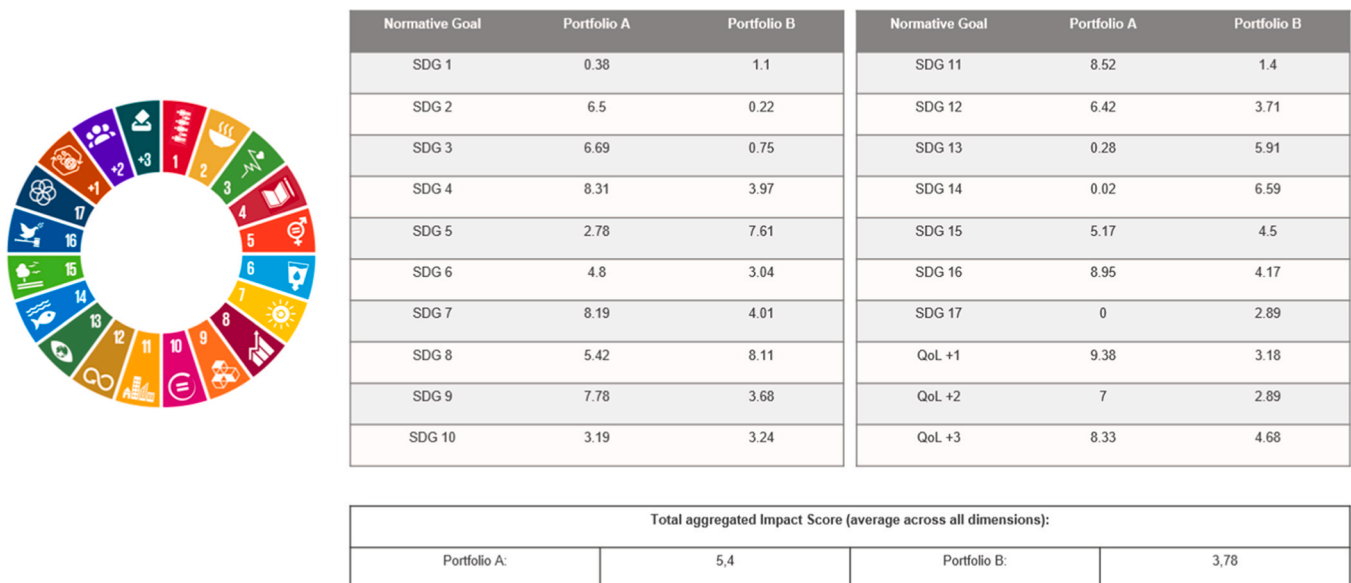 Normative Goal Portfolio A Portfolio B
SDG 1 0.38 1.1
SDG 2 6.5 0.22
SDG 3 6.69 0.75
SDG 4 8.31 3.97
SDG 5 2.78 7.61
SDG 6 4.8 3.04
SDG 7 8.19 4.01
SDG 8 5.42 8.11
SDG 9 7.78 3.68
SDG 10 3.19 3.24
Normative Goal Portfolio A Portfolio B
SDG 11 8.52 1.4
SDG 12 6.42 3.71
SDG 13 0.28 5.91
SDG 14 0.02 6.59
SDG 15 5.17 4.5
SDG 16 8.95 4.17
SDG 17 0 2.89
QoL +1 9.38 3.18
QoL +2 7 2.89
QoL +3 8.33 4.68
Total aggregated Impact Score (average across all dimensions):
Portfolio A: 5,4 Portfolio B: 3,78
1
2
3
4
5
6
7
8
9
10
11
12
13
14
15
16
17
+1
+2
+3